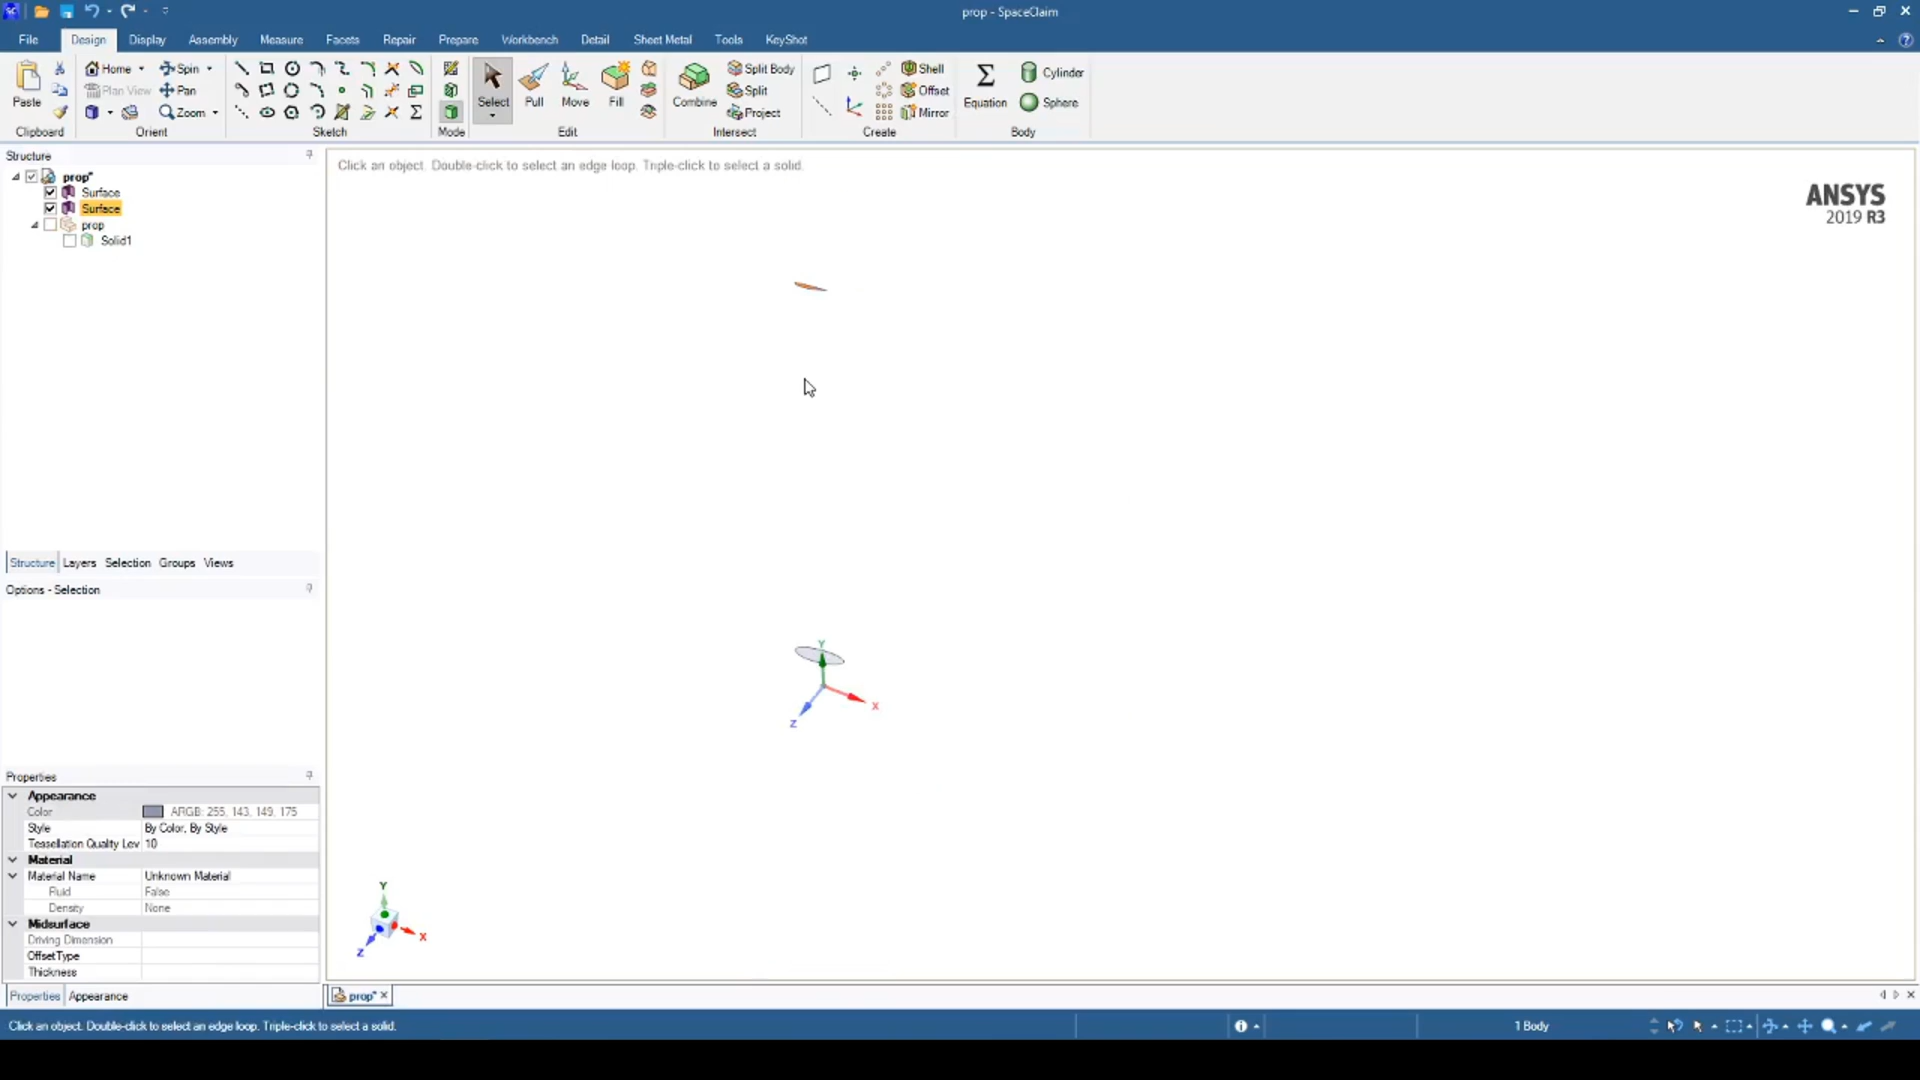 prop - SpaceClaim
File Design Display Assembly Measure Facets Repair Prepare Workbench Detail Sheet Metal Tools KeyShot
Paste
Home Spin
Plan View Pan
Zoom
Select Pull Move Fill
Combine
Split Body
Split
Project
Shell
Offset
Mirror
Equation
Cylinder
Sphere
Clipboard Orient Sketch Mode Edit Intersect Create Body
Structure
prop*
Surface
Surface
prop
Solid1
Click an object. Double-click to select an edge loop. Triple-click to select a solid.
ANSYS
2019 R3
Y
X
Z
Structure Layers Selection Groups Views
Options - Selection
Properties
Appearance
Color ARGB: 255, 143, 149, 175
Style By Color, By Style
Tessellation Quality Lev 10
Material
Material Name Unknown Material
Fluid False
Density None
Midsurface
Driving Dimension
OffsetType
Thickness
Y
X
Z
Properties Appearance
prop*
Click an object. Double-click to select an edge loop. Triple-click to select a solid.
1 Body